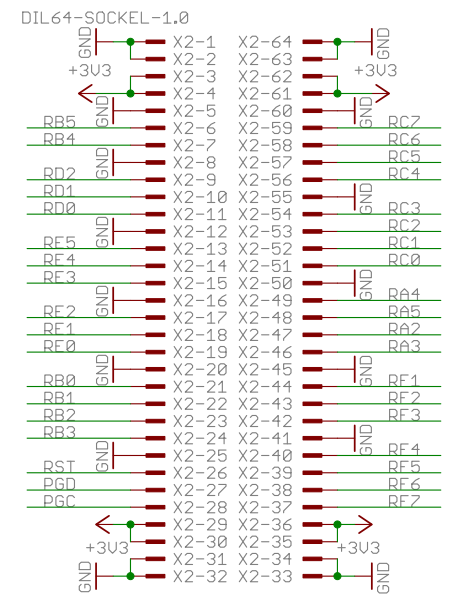 DIL64-SOCKEL-1.0
GND X2-1 X2-64 GND
X2-2 X2-63
+3V3 X2-3 X2-62 +3V3
X2-4 X2-61
GND X2-5 X2-60 GND
RB5 X2-6 X2-59 RC7
RB4 X2-7 X2-58 RC6
GND X2-8 X2-57 RC5
RD2 X2-9 X2-56 RC4
RD1 X2-10 X2-55 GND
RD0 X2-11 X2-54 RC3
GND X2-12 X2-53 RC2
RE5 X2-13 X2-52 RC1
RE4 X2-14 X2-51 RC0
RE3 X2-15 X2-50 GND
GND X2-16 X2-49 RA4
RE2 X2-17 X2-48 RA5
RE1 X2-18 X2-47 RA2
RE0 X2-19 X2-46 RA3
GND X2-20 X2-45 GND
RB0 X2-21 X2-44 RF1
RB1 X2-22 X2-43 RF2
RB2 X2-23 X2-42 RF3
RB3 X2-24 X2-41 GND
GND X2-25 X2-40 RF4
RST X2-26 X2-39 RF5
PGD X2-27 X2-38 RF6
PGC X2-28 X2-37 RF7
X2-29 X2-36
+3V3 X2-30 X2-35 +3V3
X2-31 X2-34
GND X2-32 X2-33 GND